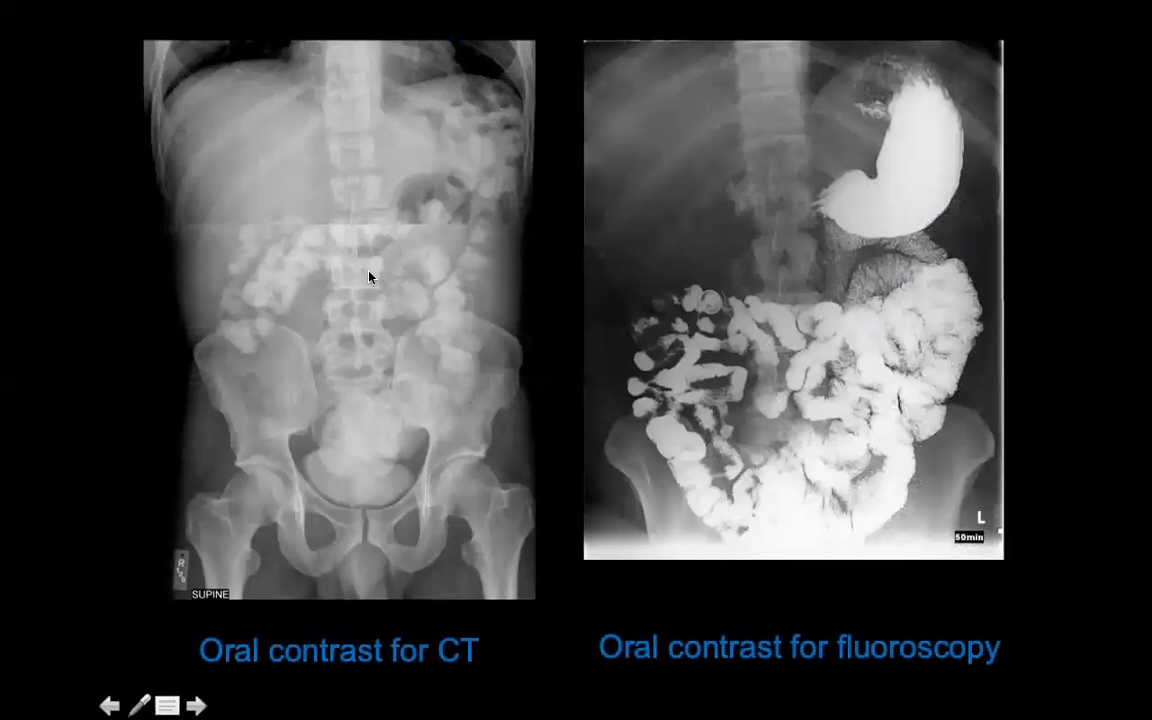 R
SUPINE
L
50min
Oral contrast for CT
Oral contrast for fluoroscopy